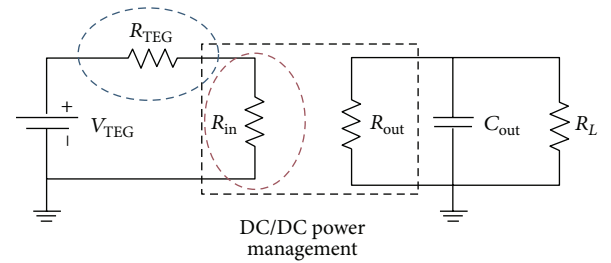 R_TEG
+
V_TEG
−
R_in
R_out
C_out
R_L
DC/DC power
management